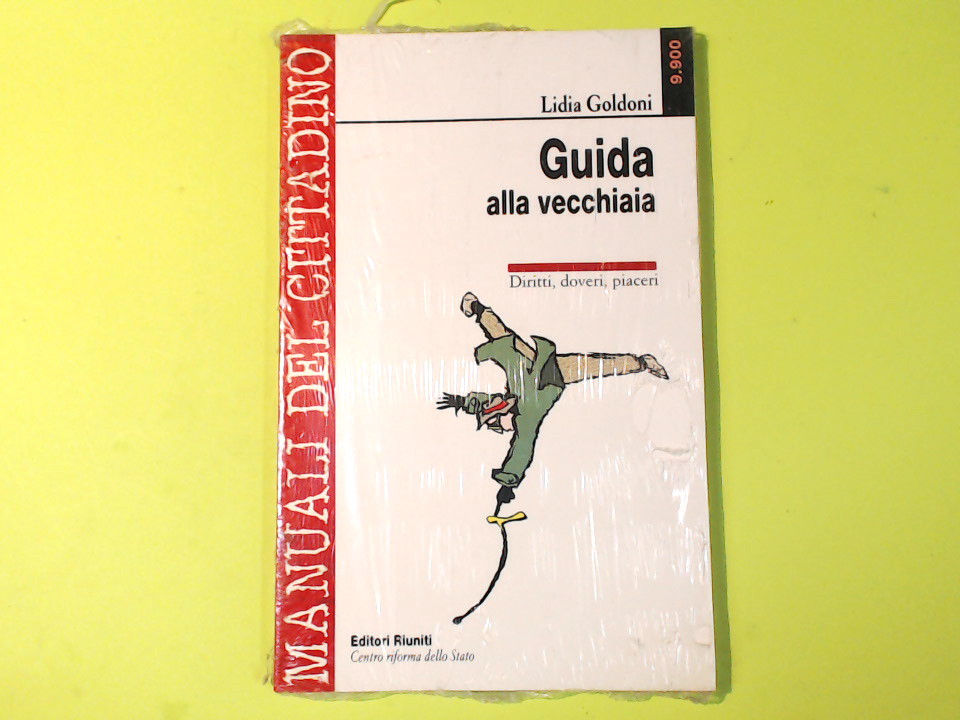 MANUALI DEL CITTADINO
9.900
Lidia Goldoni
Guida
alla vecchiaia
Diritti, doveri, piaceri
Editori Riuniti
Centro riforma dello Stato